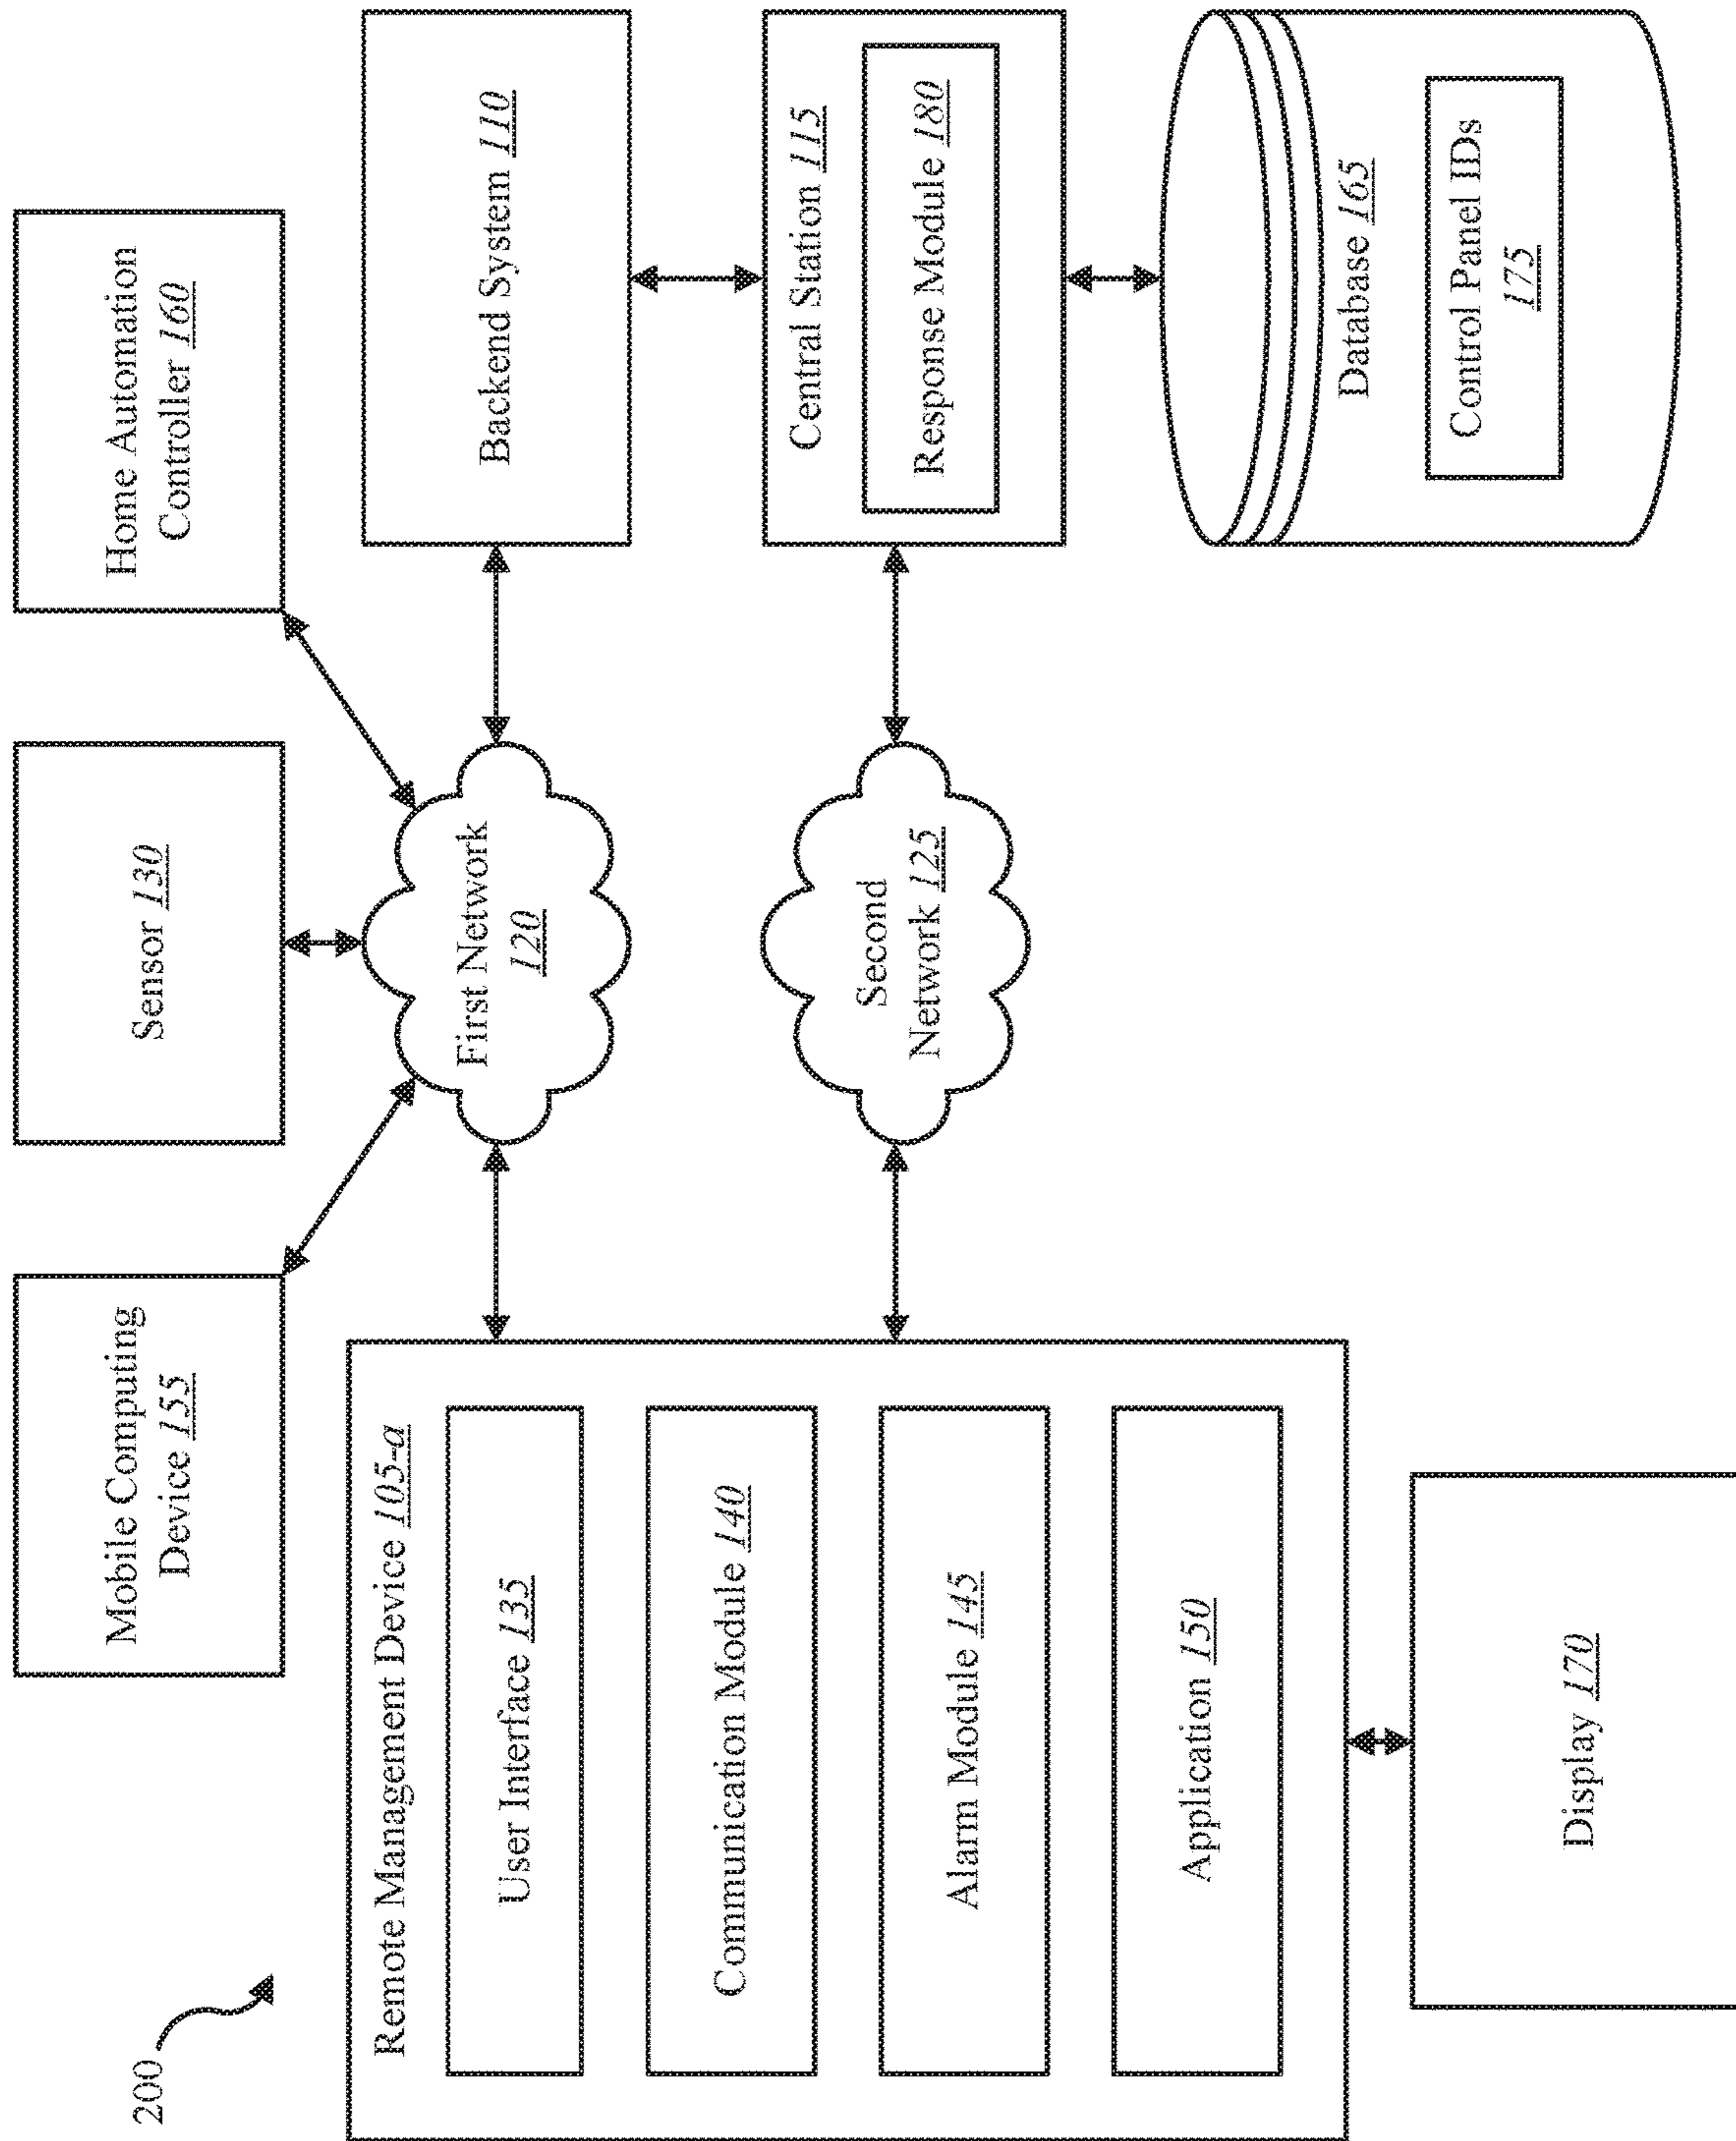 200
Mobile Computing
Device 155
Sensor 130
Home Automation
Controller 160
Remote Management Device 105-a
User Interface 135
Communication Module 140
Alarm Module 145
Application 150
First Network
120
Second
Network 125
Backend System 110
Central Station 115
Response Module 180
Database 165
Control Panel IDs
175
Display 170